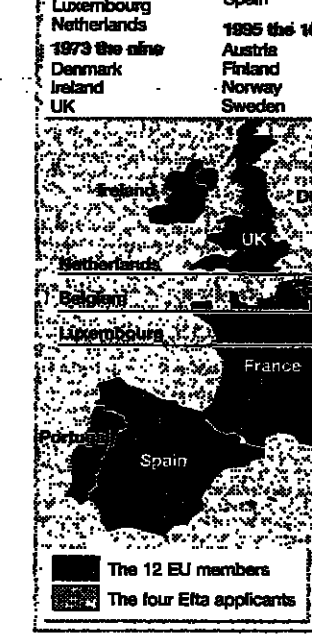 Luxembourg
Netherlands
1973 the nine
Denmark
Ireland
UK
Spain
1995 the 16
Austria
Finland
Norway
Sweden
Ireland
D
UK
Netherlands
Belgium
Luxembourg
France
Portugal
Spain
The 12 EU members
The four Efta applicants